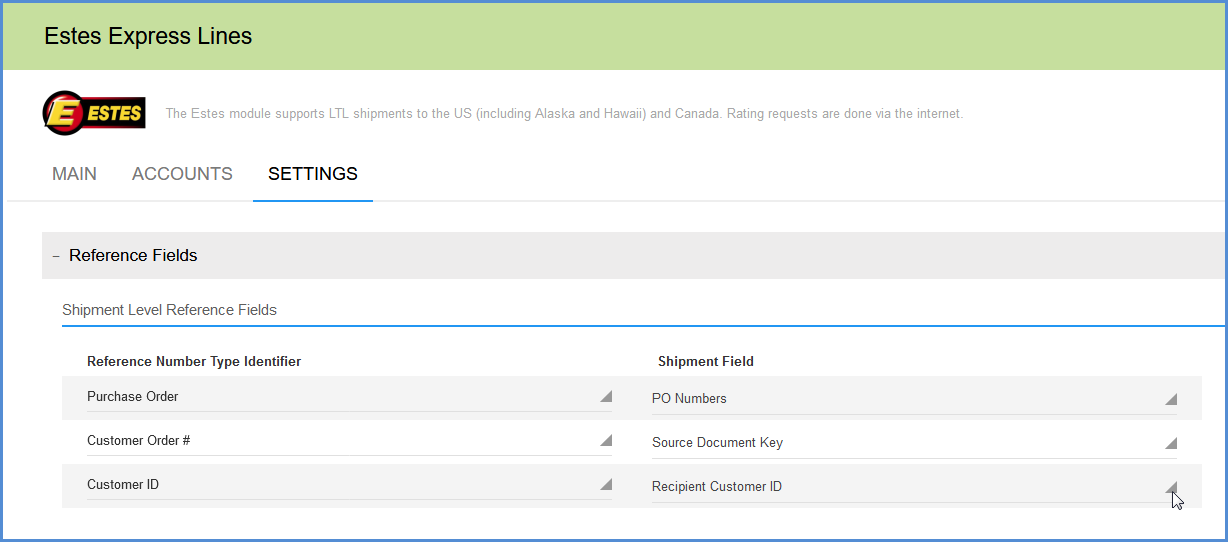 Estes Express Lines
E ESTES
The Estes module supports LTL shipments to the US (including Alaska and Hawaii) and Canada. Rating requests are done via the internet.
MAIN ACCOUNTS SETTINGS
– Reference Fields
Shipment Level Reference Fields
Reference Number Type Identifier Shipment Field
Purchase Order PO Numbers
Customer Order # Source Document Key
Customer ID Recipient Customer ID